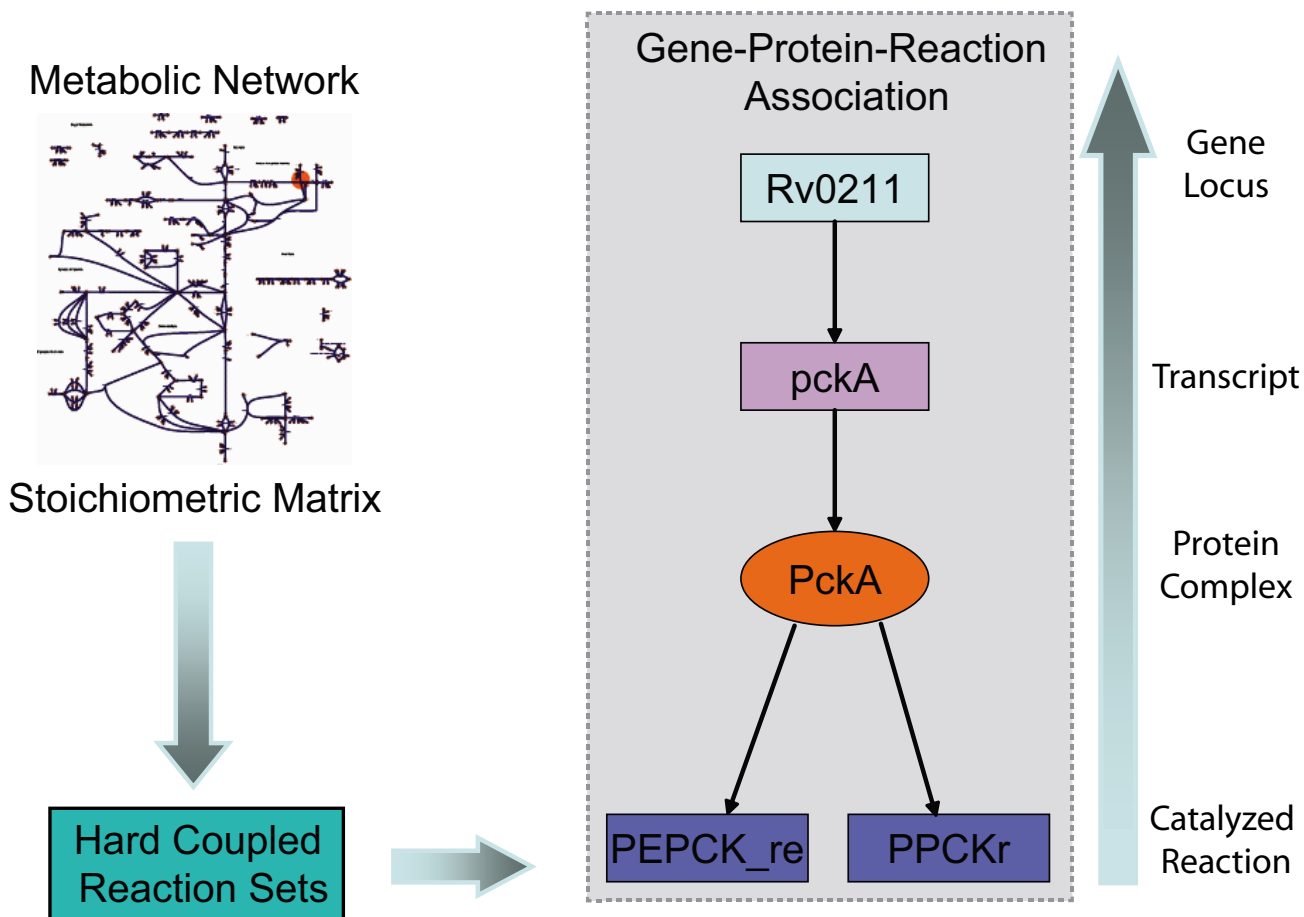 Metabolic Network
Stoichiometric Matrix
Hard Coupled
Reaction Sets
Gene-Protein-Reaction
Association
Rv0211
pckA
PckA
PEPCK_re
PPCKr
Gene
Locus
Transcript
Protein
Complex
Catalyzed
Reaction